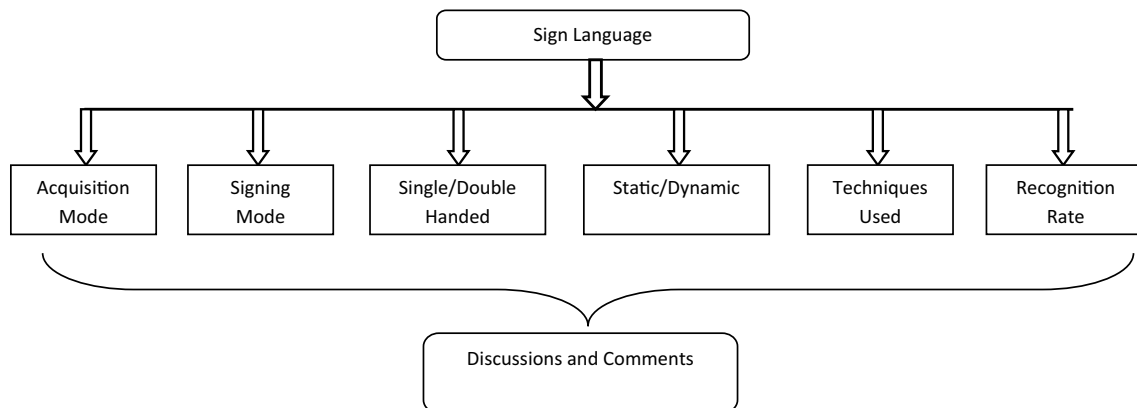 Sign Language
Acquisition
Mode
Signing
Mode
Single/Double
Handed
Static/Dynamic
Techniques
Used
Recognition
Rate
Discussions and Comments